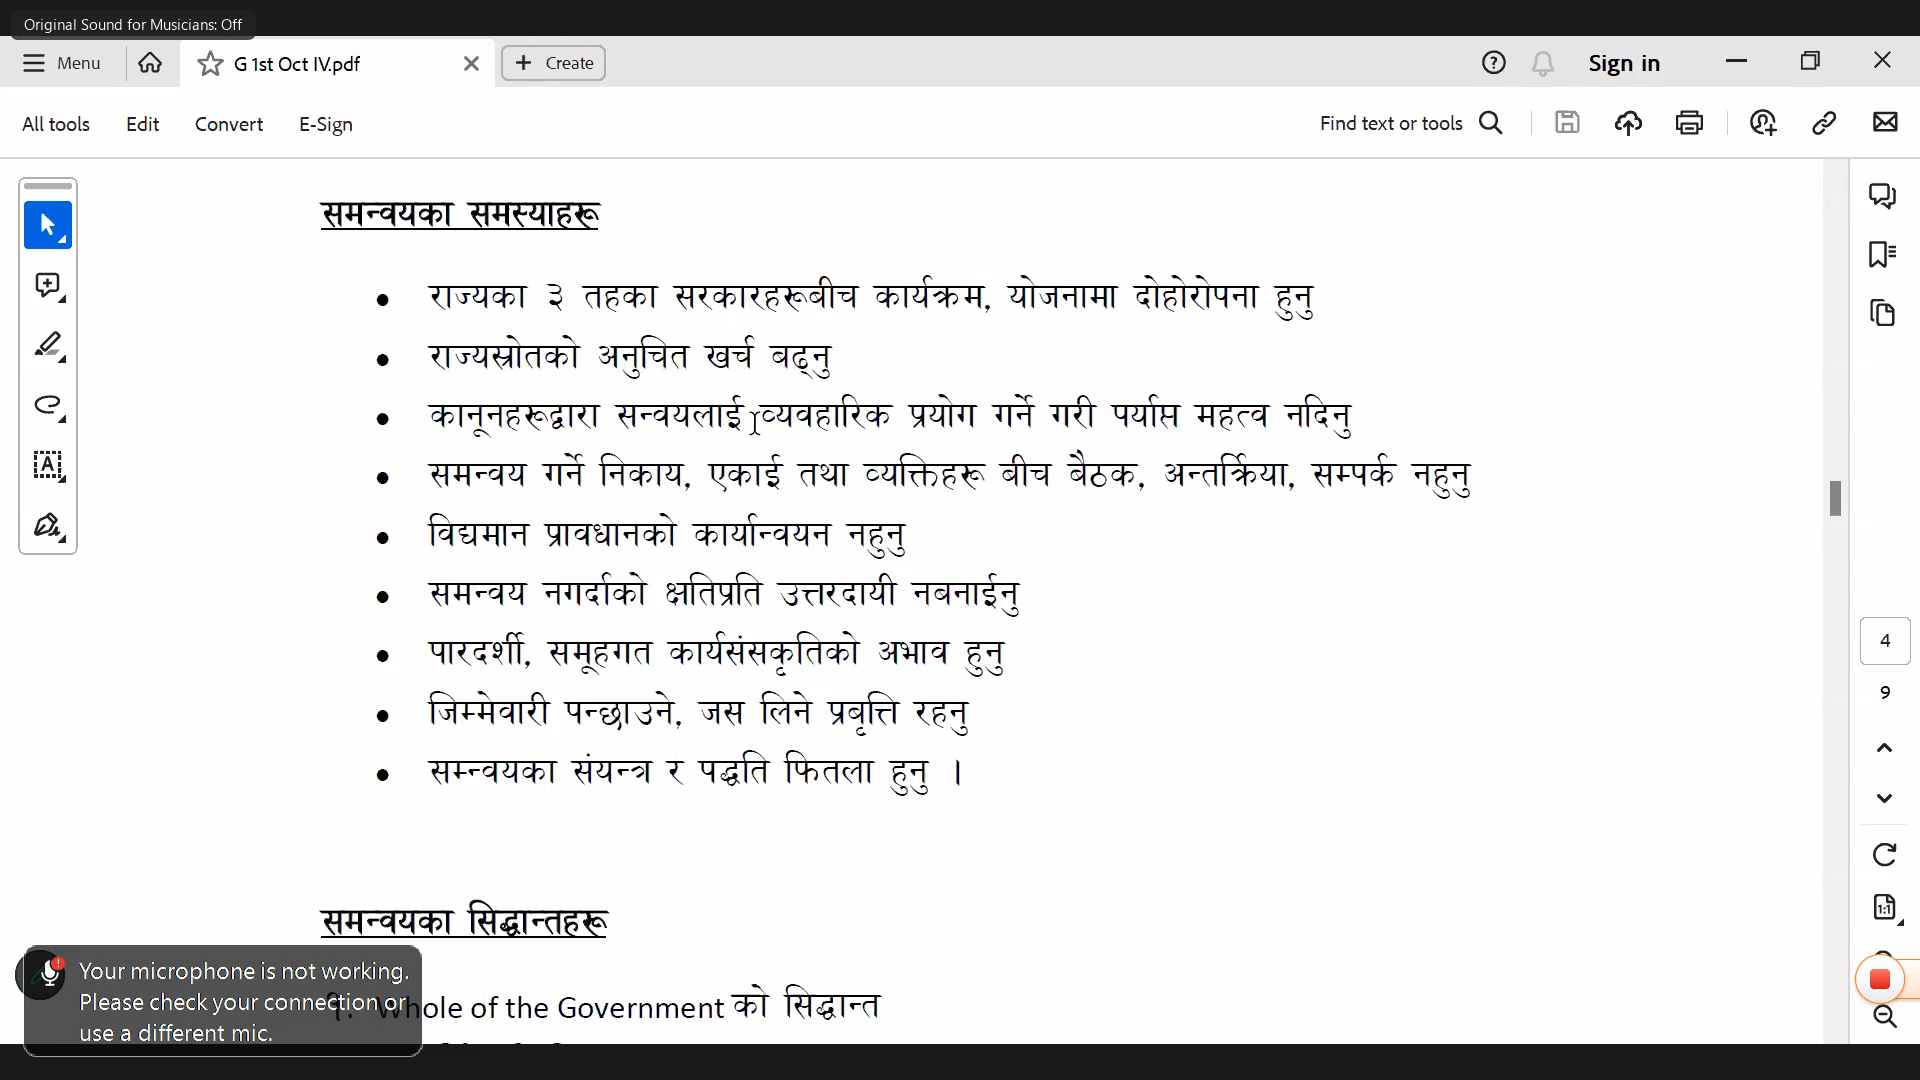 Original Sound for Musicians: Off
Menu
G 1st Oct IV.pdf
Create
Sign in
All tools
Edit
Convert
E-Sign
Find text or tools
समन्वयका समस्याहरू
राज्यका ३ तहका सरकारहरूबीच कार्यक्रम, योजनामा दोहोरोपना हुनु
राज्यस्रोतको अनुचित खर्च बढ्नु
कानूनहरूद्वारा सन्वयलाई व्यवहारिक प्रयोग गर्ने गरी पर्याप्त महत्व नदिनु
समन्वय गर्ने निकाय, एकाई तथा व्यक्तिहरू बीच बैठक, अन्तर्क्रिया, सम्पर्क नहुनु
विद्यमान प्रावधानको कार्यान्वयन नहुनु
समन्वय नगर्दाको क्षतिप्रति उत्तरदायी नबनाईनु
पारदर्शी, समूहगत कार्यसंसकृतिको अभाव हुनु
जिम्मेवारी पन्छाउने, जस लिने प्रबृत्ति रहनु
सम्न्वयका संयन्त्र र पद्धति फितला हुनु ।
4
9
समन्वयका सिद्धान्तहरू
१. Whole of the Government को सिद्धान्त
Your microphone is not working.
Please check your connection or
use a different mic.